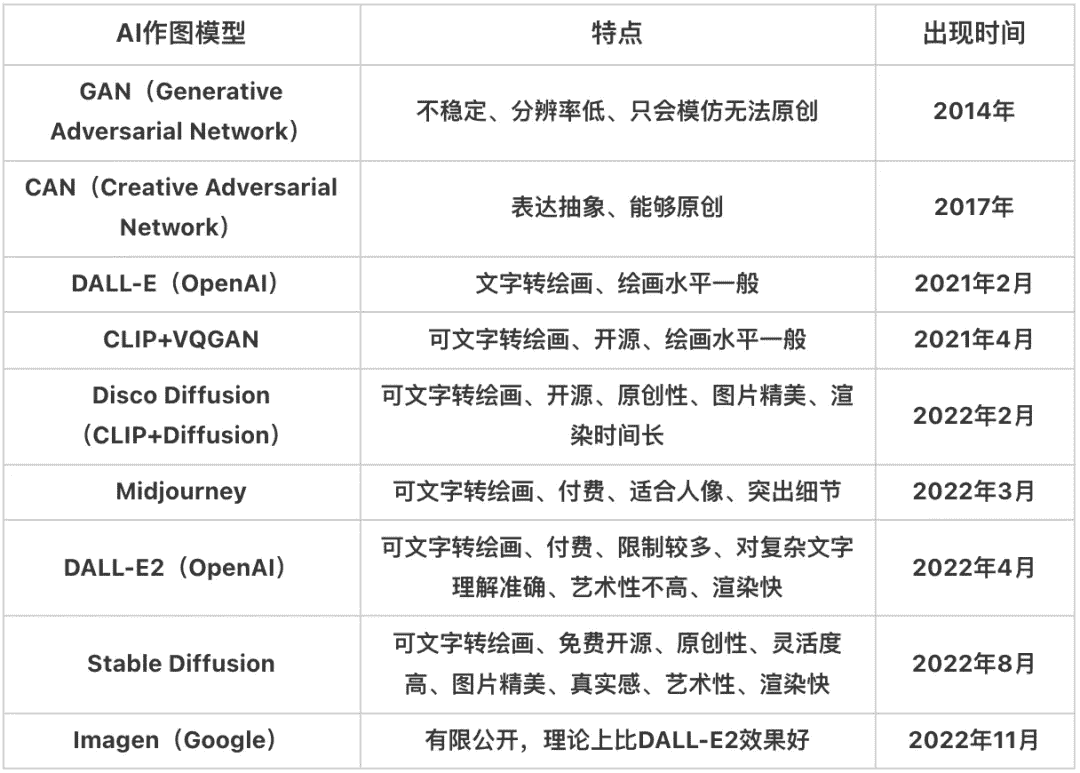 AI作图模型
特点
出现时间
GAN（Generative
Adversarial Network）
不稳定、分辨率低、只会模仿无法原创
2014年
CAN（Creative Adversarial
Network）
表达抽象、能够原创
2017年
DALL-E（OpenAI）
文字转绘画、绘画水平一般
2021年2月
CLIP+VQGAN
可文字转绘画、开源、绘画水平一般
2021年4月
Disco Diffusion
（CLIP+Diffusion）
可文字转绘画、开源、原创性、图片精美、渲
染时间长
2022年2月
Midjourney
可文字转绘画、付费、适合人像、突出细节
2022年3月
DALL-E2（OpenAI）
可文字转绘画、付费、限制较多、对复杂文字
理解准确、艺术性不高、渲染快
2022年4月
Stable Diffusion
可文字转绘画、免费开源、原创性、灵活度
高、图片精美、真实感、艺术性、渲染快
2022年8月
Imagen（Google）
有限公开，理论上比DALL-E2效果好
2022年11月